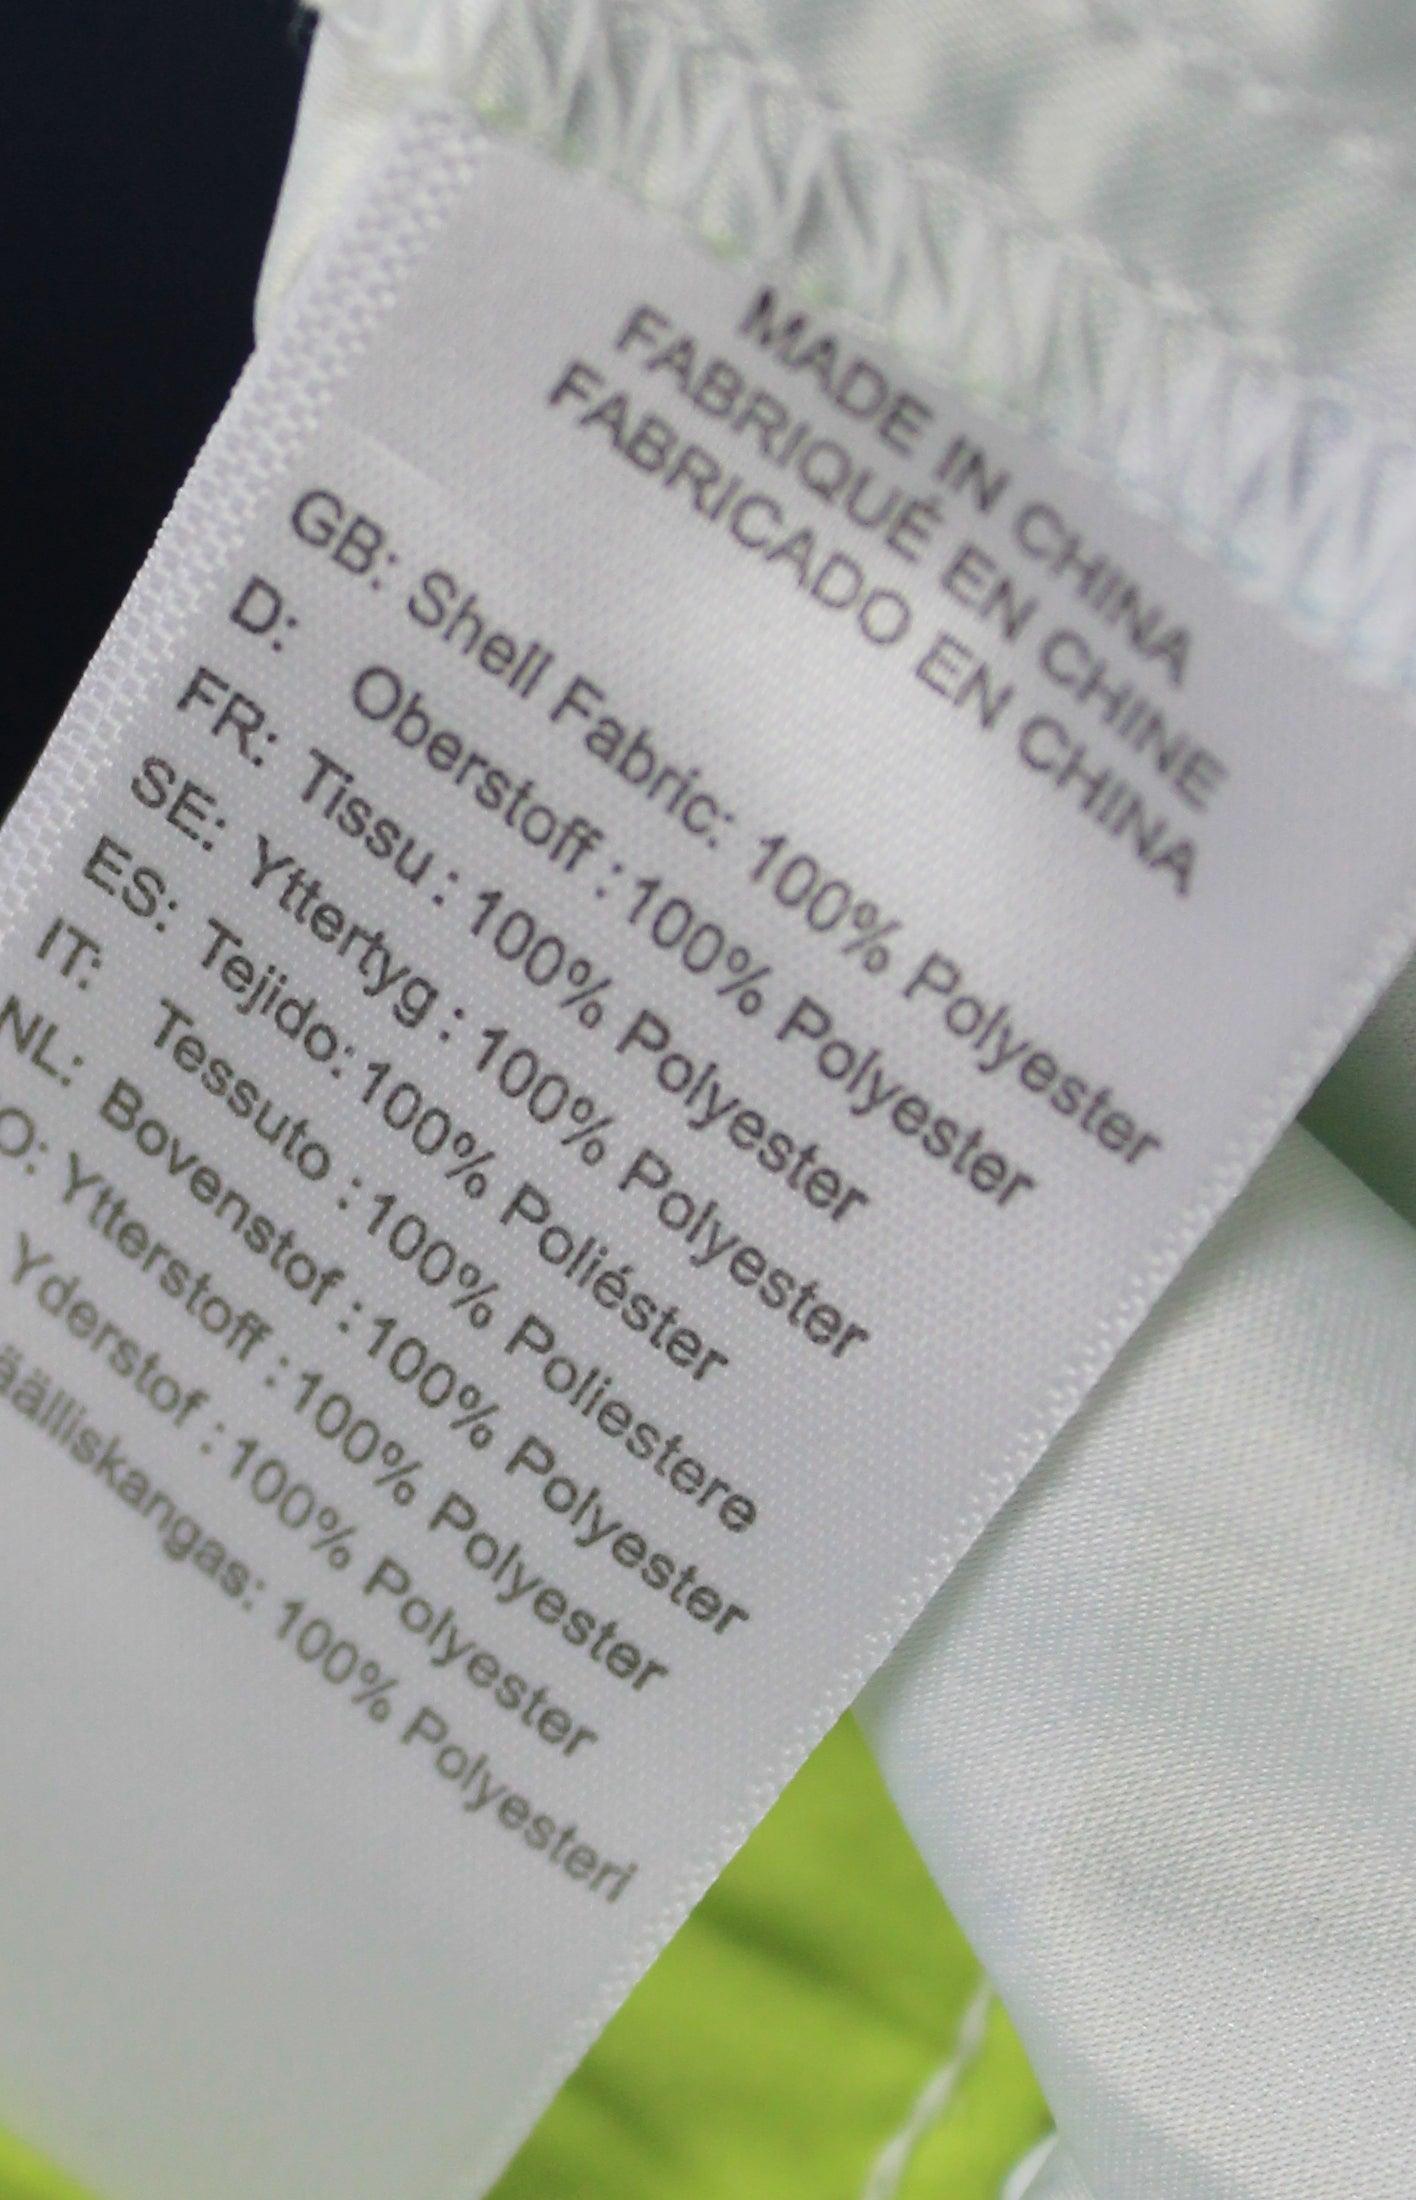 MADE IN CHINA
FABRIQUÉ EN CHINE
FABRICADO EN CHINA
GB: Shell Fabric: 100% Polyester
D: Oberstoff : 100% Polyester
FR: Tissu : 100% Polyester
SE: Yttertyg : 100% Polyester
ES: Tejido: 100% Poliéster
IT: Tessuto : 100% Poliestere
NL: Bovenstof : 100% Polyester
O: Ytterstoff : 100% Polyester
Yderstof : 100% Polyester
äälliskangas: 100% Polyesteri